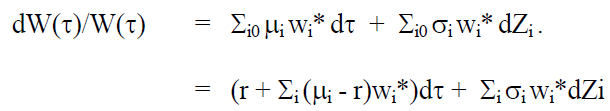 dW(τ)/W(τ) = Σi0 μi wi* dτ + Σi0 σi wi* dZi.
= (r + Σi (μi - r)wi*)dτ + Σi σi wi*dZi